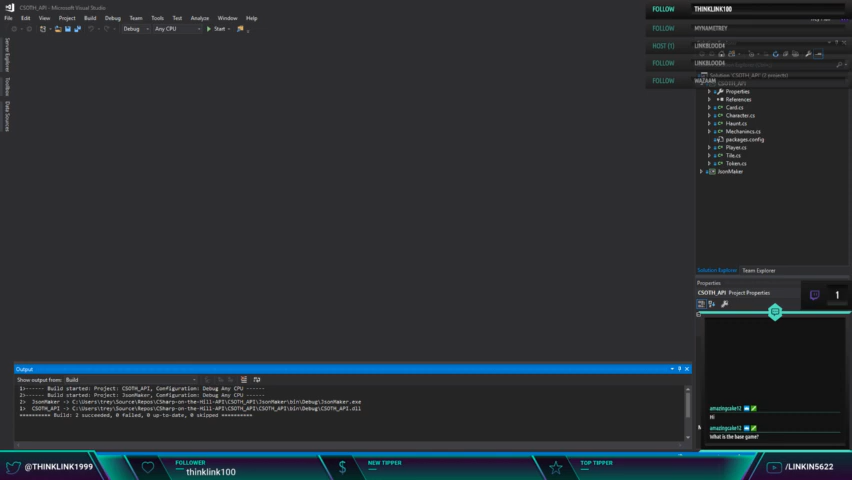 CSOTH_API - Microsoft Visual Studio
File Edit View Project Build Debug Team Tools Test Analyze Window Help
Debug Any CPU Start
Server Explorer
Toolbox
Data Sources
FOLLOW THINKLINK100
FOLLOW MYNAMETREY
HOST (1) LINKBLOOD4
FOLLOW LINKBLOOD4
FOLLOW WAZAAM
Solution 'CSOTH_API' (2 projects)
CSOTH_API
Properties
References
Card.cs
Character.cs
Haunt.cs
Mechanincs.cs
packages.config
Player.cs
Tile.cs
Token.cs
JsonMaker
Solution Explorer Team Explorer
Properties
CSOTH_API Project Properties
1
amazingcake12
Hi
amazingcake12
What is the base game?
Output
Show output from: Build
1>------ Build started: Project: CSOTH_API, Configuration: Debug Any CPU ------
2>------ Build started: Project: JsonMaker, Configuration: Debug Any CPU ------
2> JsonMaker -> C:\Users\trey\Source\Repos\CSharp-on-the-Hill-API\CSOTH_API\JsonMaker\bin\Debug\JsonMaker.exe
1> CSOTH_API -> C:\Users\trey\Source\Repos\CSharp-on-the-Hill-API\CSOTH_API\CSOTH_API\bin\Debug\CSOTH_API.dll
========== Build: 2 succeeded, 0 failed, 0 up-to-date, 0 skipped ==========
@THINKLINK1999
FOLLOWER
thinklink100
NEW TIPPER
TOP TIPPER
/LINKIN5622